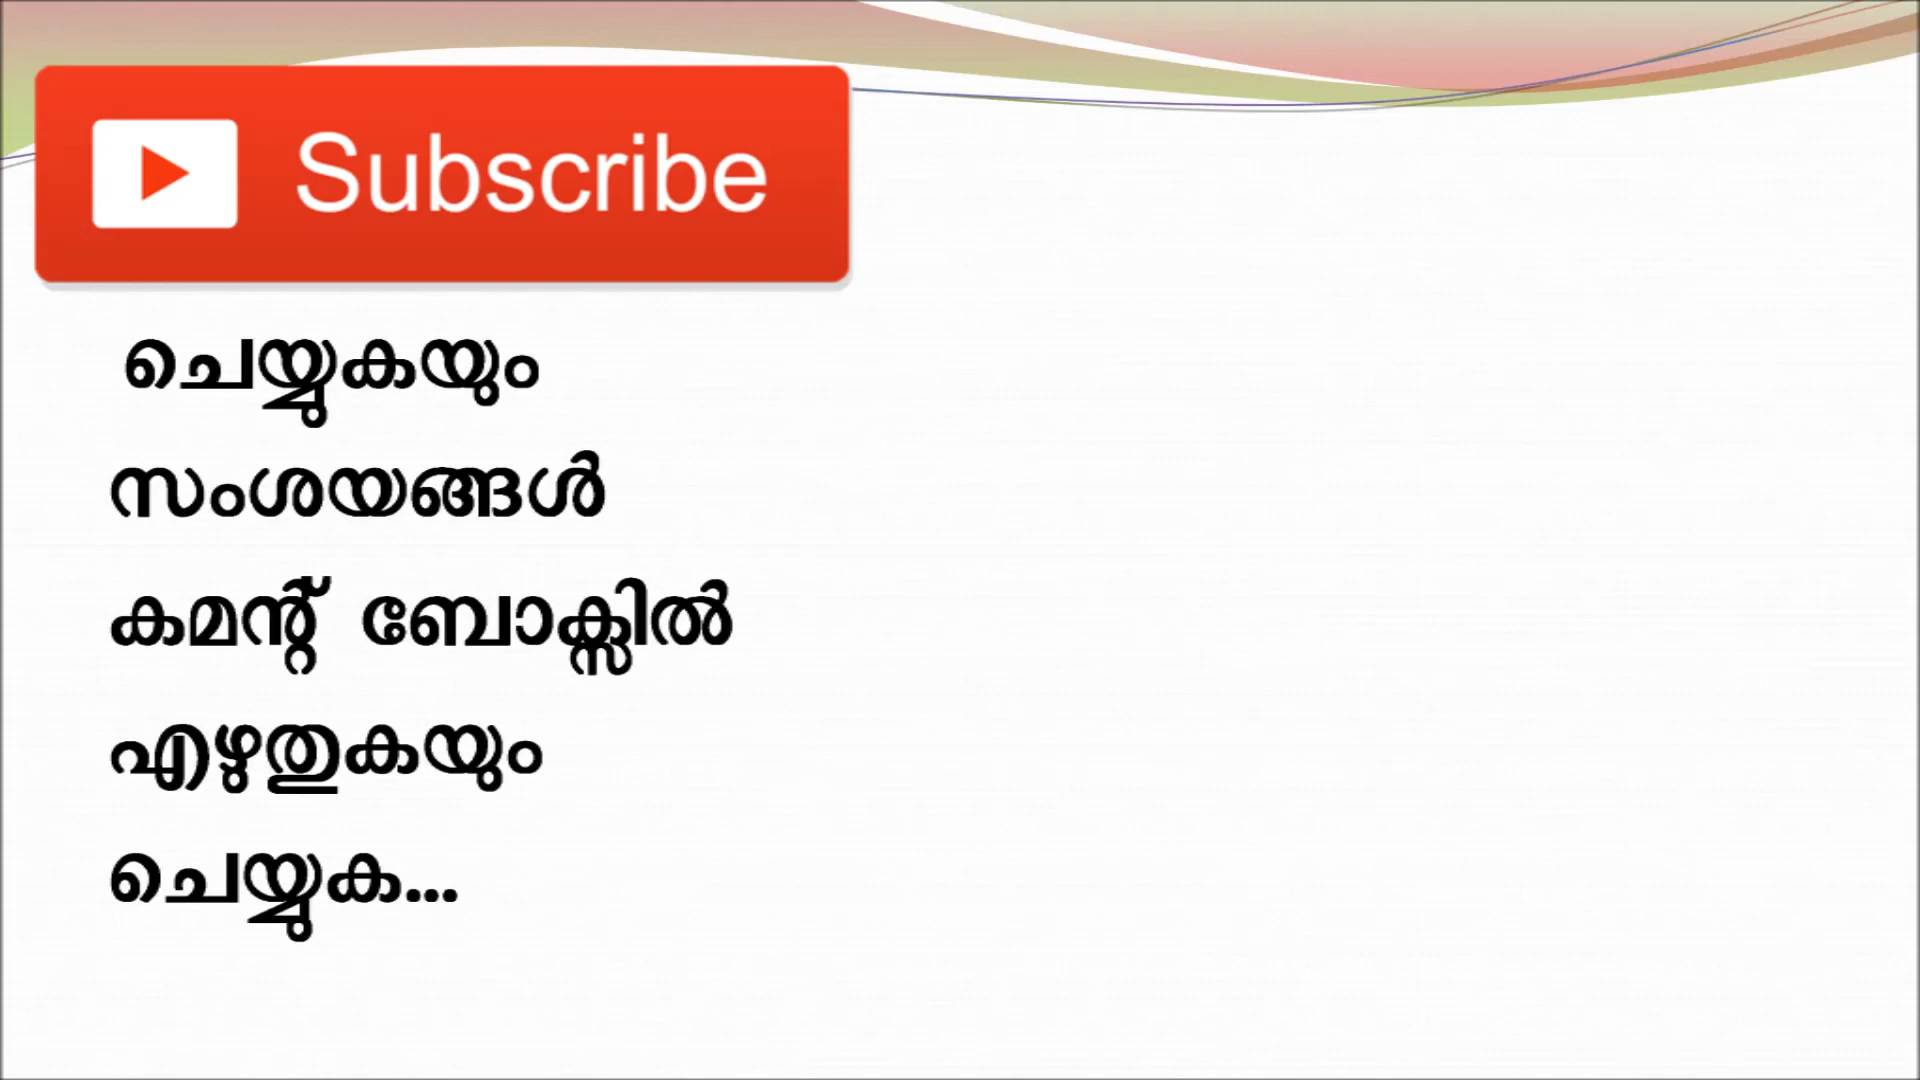 Subscribe
ചെയ്യുകയും
സംശയങ്ങൾ
കമന്റ് ബോക്സിൽ
എഴുതുകയും
ചെയ്യുക...